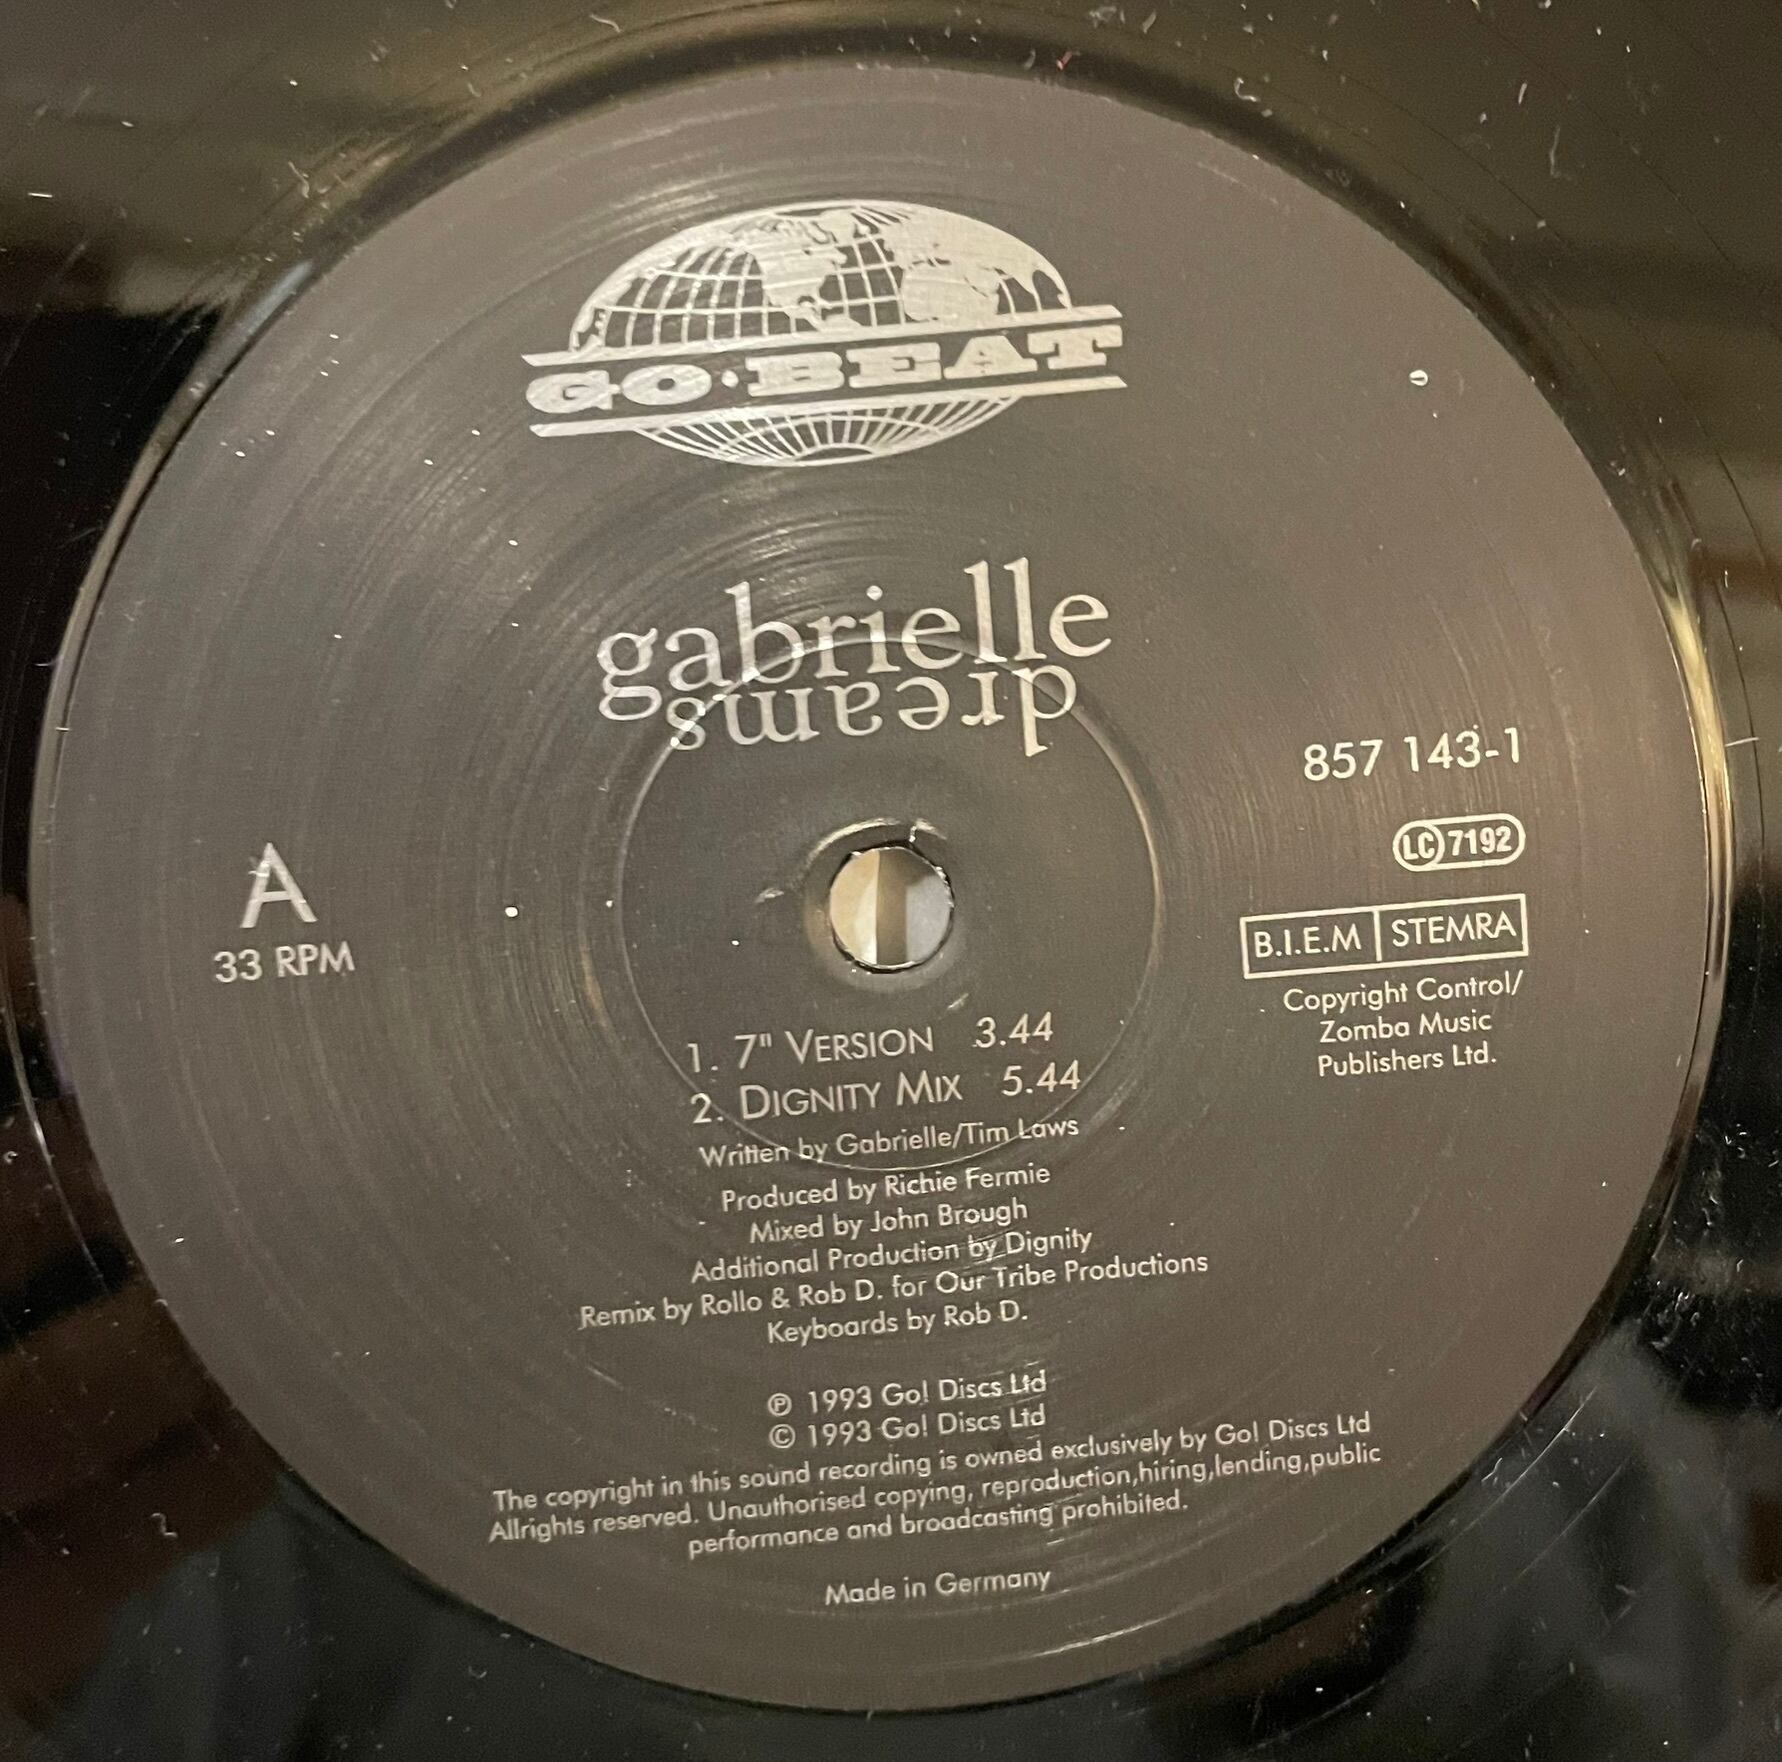 GO·BEAT
gabrielle
dreams
857 143-1
LC 7192
A
33 RPM
B.I.E.M STEMRA
Copyright Control/
Zomba Music
Publishers Ltd.
1. 7" VERSION 3.44
2. DIGNITY MIX 5.44
Written by Gabrielle/Tim Laws
Produced by Richie Fermie
Mixed by John Brough
Additional Production by Dignity
Remix by Rollo & Rob D. for Our Tribe Productions
Keyboards by Rob D.
℗ 1993 Go! Discs Ltd
© 1993 Go! Discs Ltd
The copyright in this sound recording is owned exclusively by Go! Discs Ltd
Allrights reserved. Unauthorised copying, reproduction,hiring,lending,public
performance and broadcasting prohibited.
Made in Germany